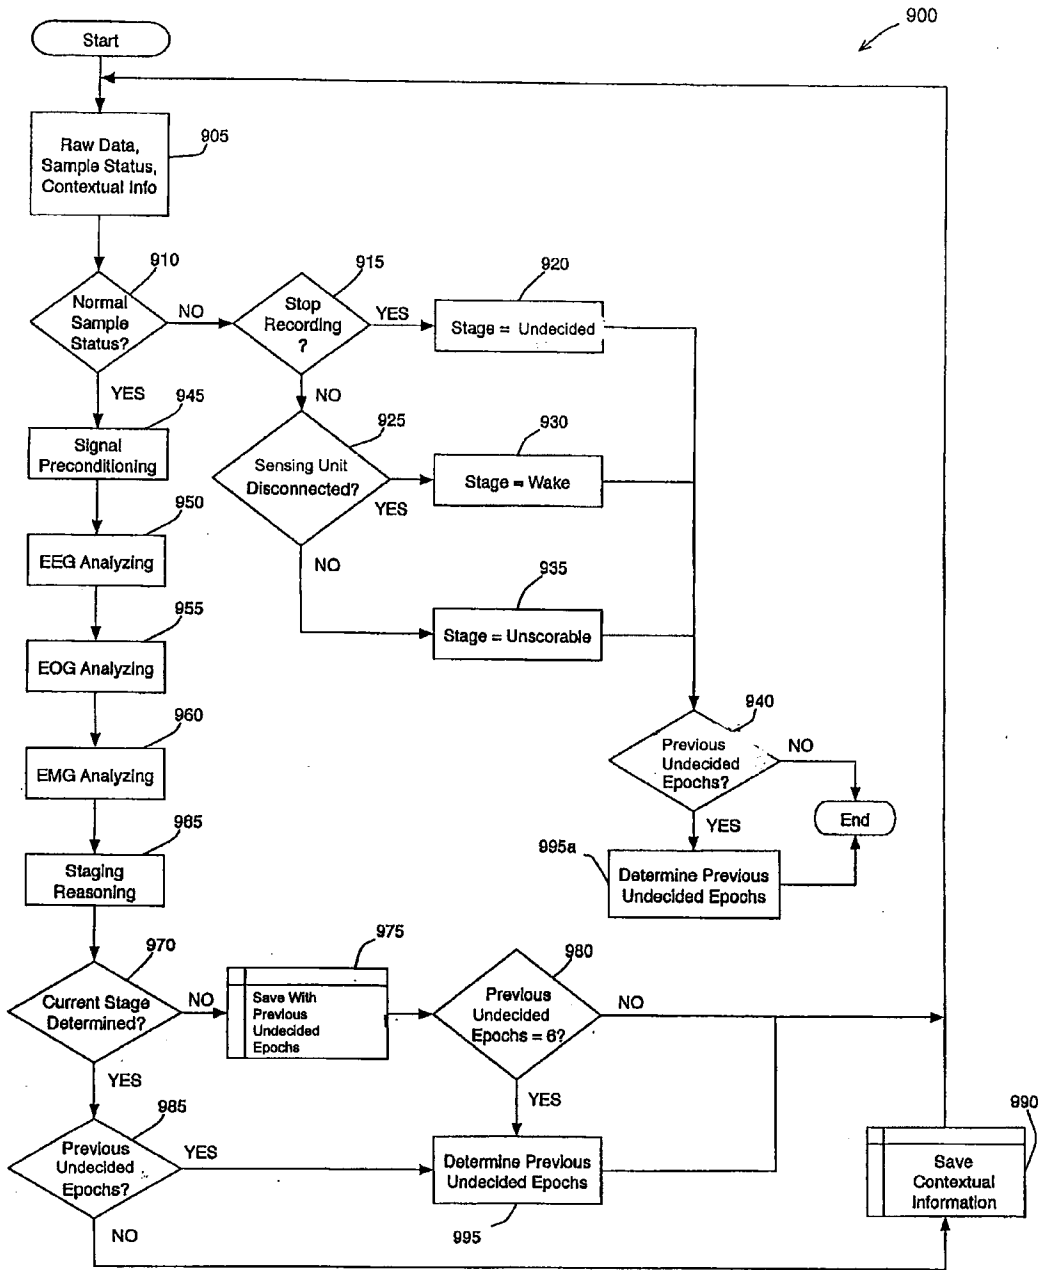 900
Start
905
Raw Data,
Sample Status,
Contextual Info
910
Normal
Sample
Status?
NO
YES
915
Stop
Recording
?
YES
NO
920
Stage = Undecided
925
Sensing Unit
Disconnected?
YES
NO
930
Stage = Wake
935
Stage = Unscorable
940
Previous
Undecided
Epochs?
NO
YES
End
995a
Determine Previous
Undecided Epochs
945
Signal
Preconditioning
950
EEG Analyzing
955
EOG Analyzing
960
EMG Analyzing
965
Staging
Reasoning
970
Current Stage
Determined?
NO
YES
975
Save With
Previous
Undecided
Epochs
980
Previous
Undecided
Epochs = 6?
NO
YES
985
Previous
Undecided
Epochs?
YES
NO
Determine Previous
Undecided Epochs
995
990
Save
Contextual
Information